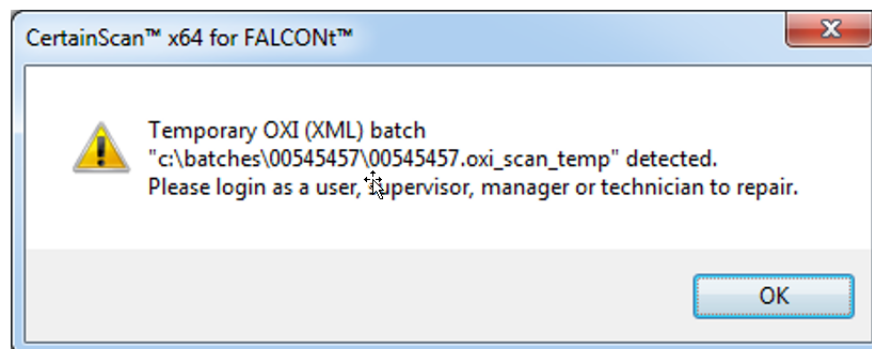 CertainScan™ x64 for FALCONt™
Temporary OXI (XML) batch
"c:\batches\00545457\00545457.oxi_scan_temp" detected.
Please login as a user, supervisor, manager or technician to repair.
OK